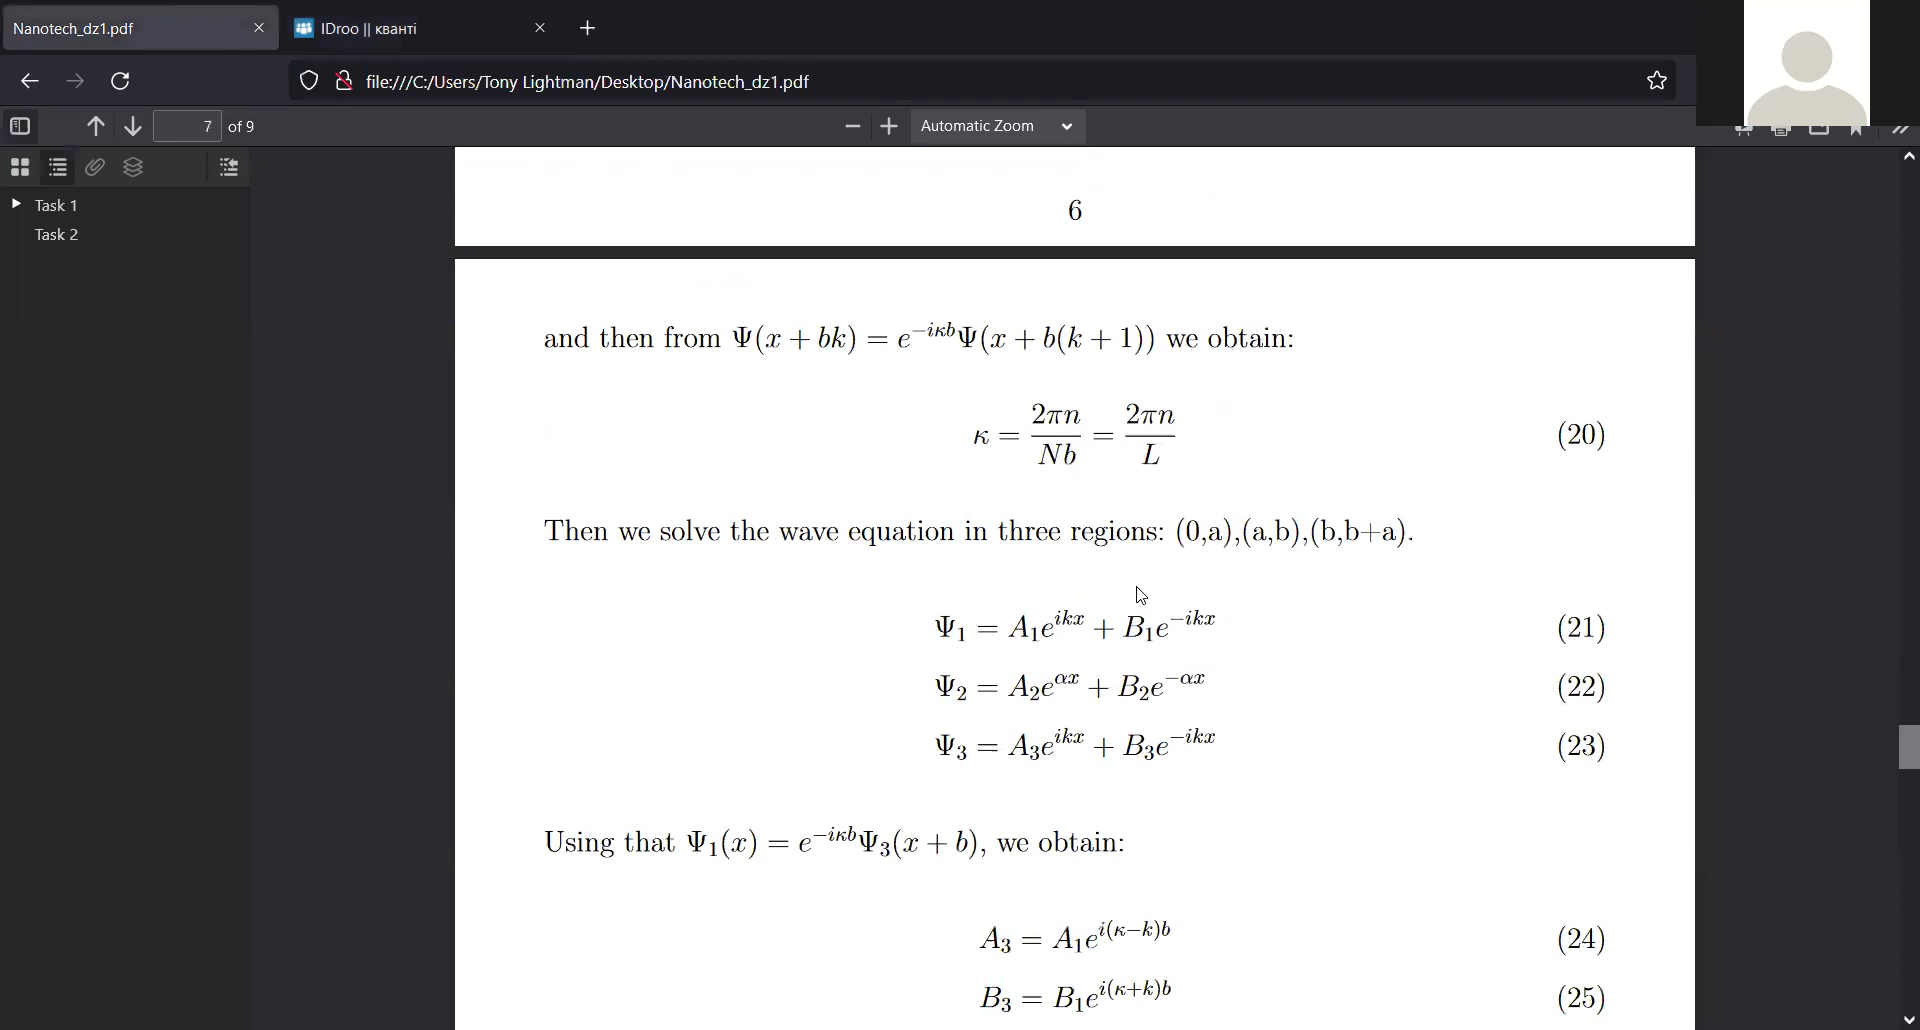 Nanotech_dz1.pdf
IDroo || кванті
file:///C:/Users/Tony Lightman/Desktop/Nanotech_dz1.pdf
7 of 9
Automatic Zoom
Task 1
Task 2
6
and then from Ψ(x + bk) = e^{−iκb}Ψ(x + b(k + 1)) we obtain:
κ = 2πn/Nb = 2πn/L (20)
Then we solve the wave equation in three regions: (0,a),(a,b),(b,b+a).
Ψ₁ = A₁e^{ikx} + B₁e^{−ikx} (21)
Ψ₂ = A₂e^{αx} + B₂e^{−αx} (22)
Ψ₃ = A₃e^{ikx} + B₃e^{−ikx} (23)
Using that Ψ₁(x) = e^{−iκb}Ψ₃(x + b), we obtain:
A₃ = A₁e^{i(κ−k)b} (24)
B₃ = B₁e^{i(κ+k)b} (25)